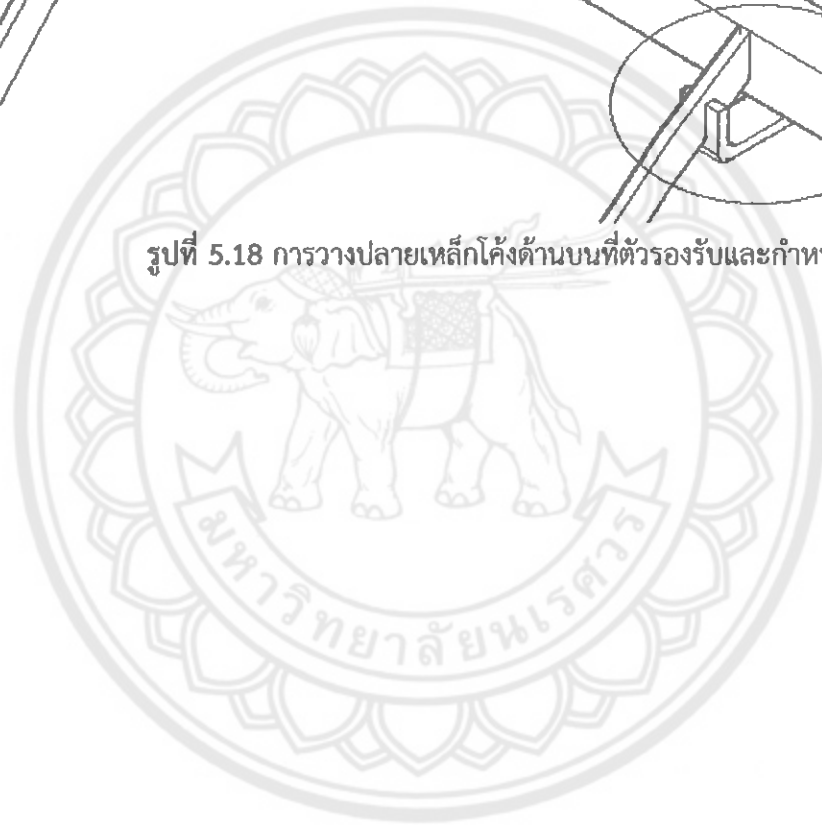 รูปที่ 5.18 การวางปลายเหล็กโค้งด้านบนที่ตัวรองรับและกำห
มหาวิทยาลัยนเรศวร